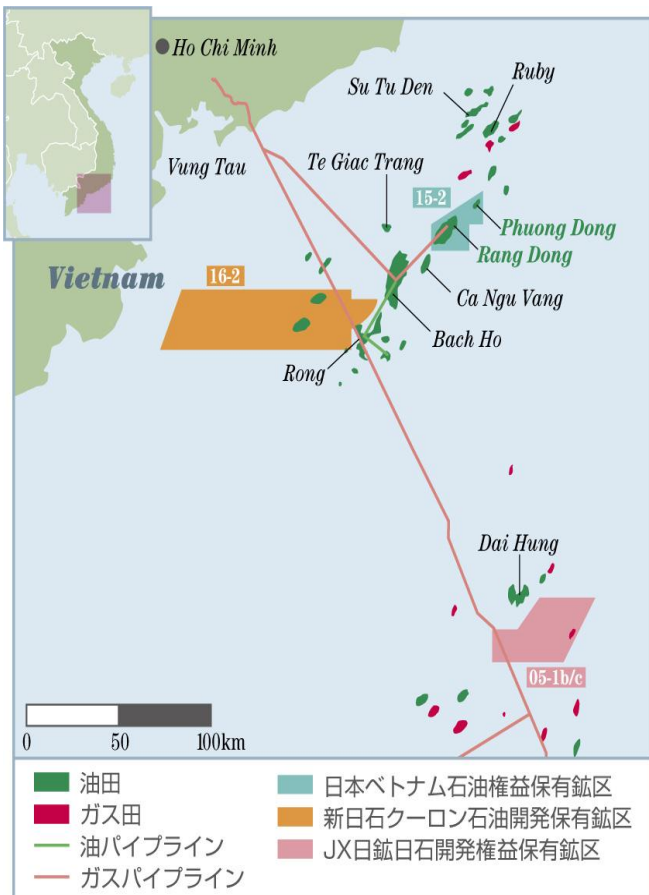 Ho Chi Minh
Ruby
Su Tu Den
Vung Tau
Te Giac Trang
15-2
Phuong Dong
Rang Dong
Vietnam
16-2
Ca Ngu Vang
Bach Ho
Rong
Dai Hung
05-1b/c
0 50 100km
油田
ガス田
油パイプライン
ガスパイプライン
日本ベトナム石油権益保有鉱区
新日石クーロン石油開発保有鉱区
JX日鉱日石開発権益保有鉱区